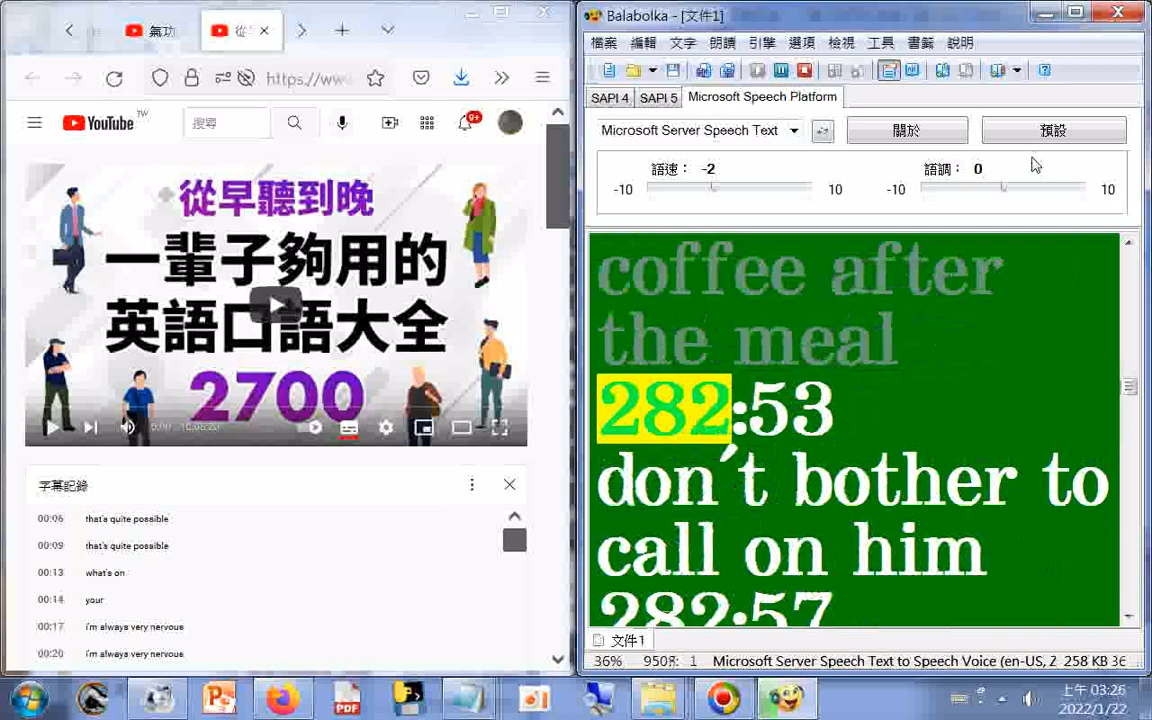 氣功
從
https://www
YouTube TW
搜尋
9+
從早聽到晚
一輩子夠用的
英語口語大全
2700
字幕記錄
00:06 that's quite possible
00:09 that's quite possible
00:13 what's on
00:14 your
00:17 i'm always very nervous
00:20 i'm always very nervous
Balabolka - [文件1]
檔案 編輯 文字 朗讀 引擎 選項 檢視 工具 書籤 說明
SAPI 4 SAPI 5 Microsoft Speech Platform
Microsoft Server Speech Text 關於 預設
語速： -2 語調： 0
-10 10 -10 10
coffee after
the meal
282:53
don´t bother to
call on him
282:57
文件1
36% 9508: 1 Microsoft Server Speech Text to Speech Voice (en-US, Z 258 KB 36
PDF
上午 03:26
2022/1/22